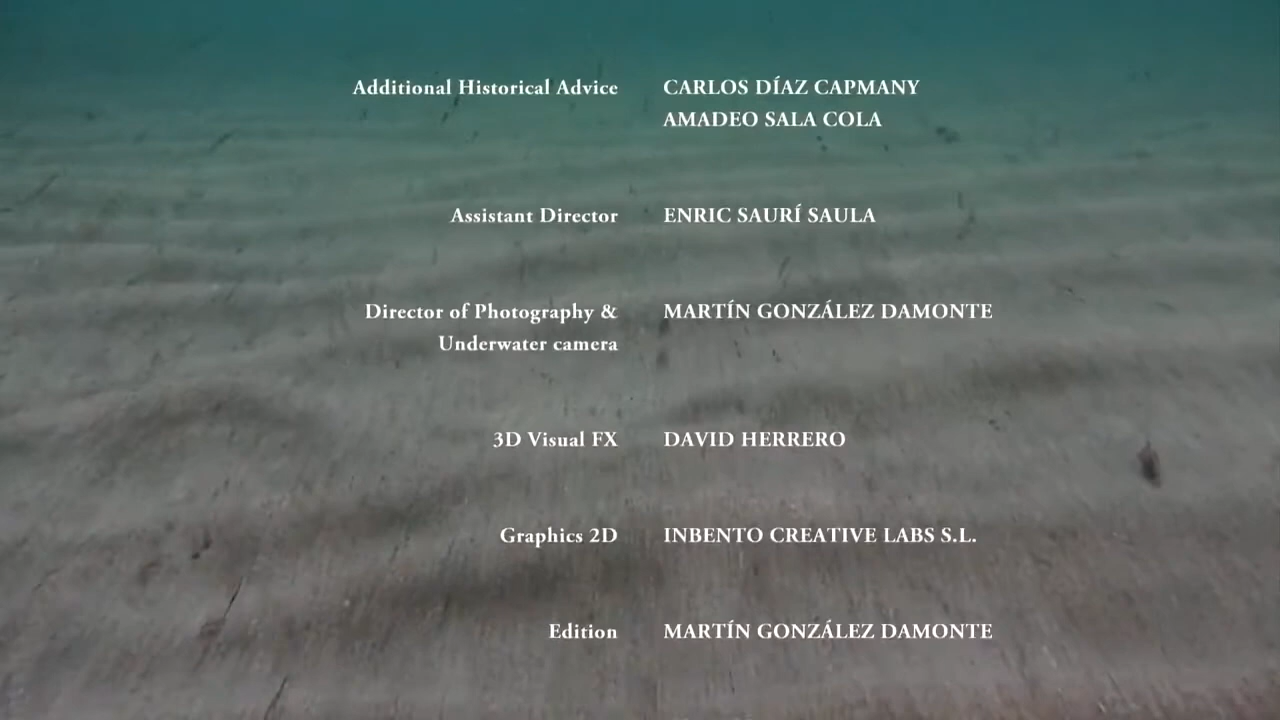 Additional Historical Advice CARLOS DÍAZ CAPMANY
AMADEO SALA COLA
Assistant Director ENRIC SAURÍ SAULA
Director of Photography & MARTÍN GONZÁLEZ DAMONTE
Underwater camera
3D Visual FX DAVID HERRERO
Graphics 2D INBENTO CREATIVE LABS S.L.
Edition MARTÍN GONZÁLEZ DAMONTE